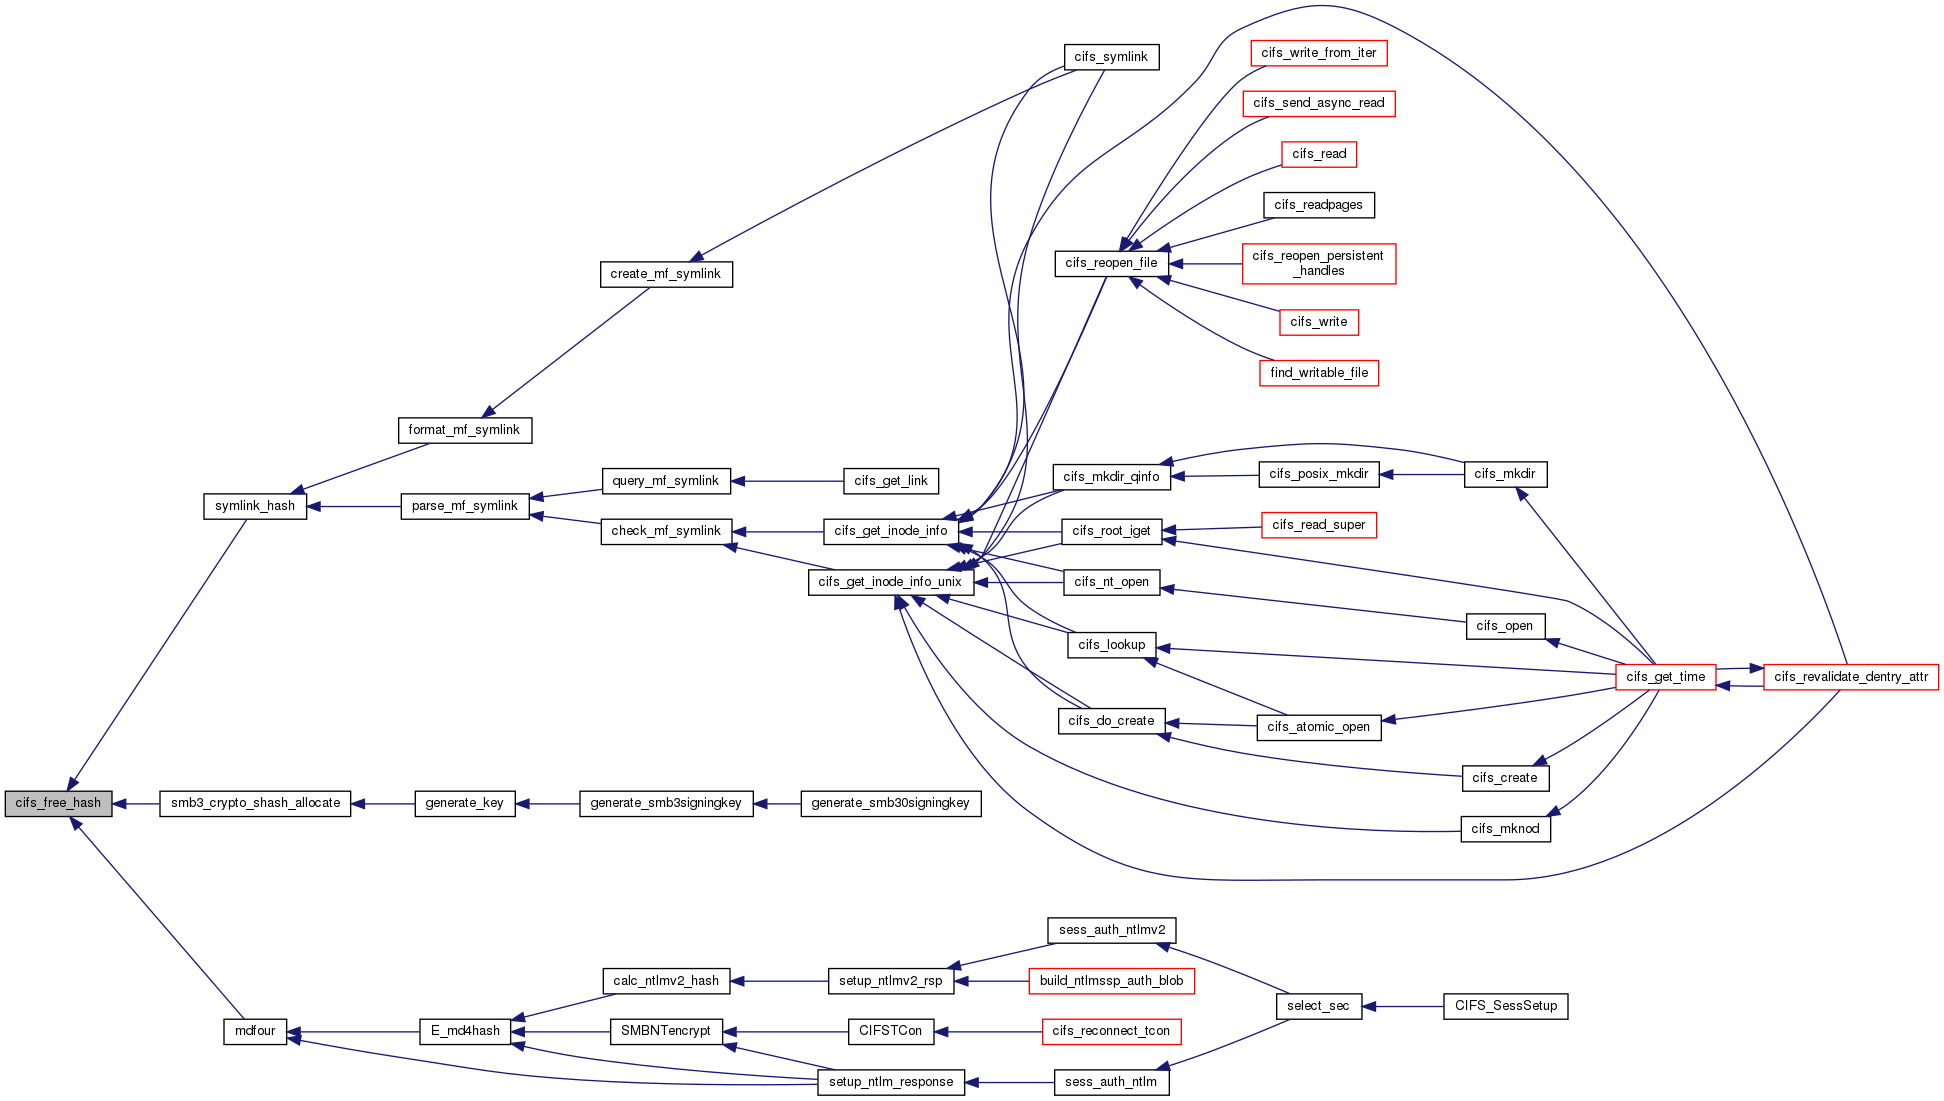 cifs_symlink
cifs_write_from_iter
cifs_send_async_read
cifs_read
cifs_readpages
cifs_reopen_file
cifs_reopen_persistent
_handles
create_mf_symlink
cifs_write
find_writable_file
format_mf_symlink
query_mf_symlink
cifs_get_link
cifs_mkdir_qinfo
cifs_posix_mkdir
cifs_mkdir
symlink_hash
parse_mf_symlink
check_mf_symlink
cifs_get_inode_info
cifs_root_iget
cifs_read_super
cifs_get_inode_info_unix
cifs_nt_open
cifs_open
cifs_lookup
cifs_get_time
cifs_revalidate_dentry_attr
cifs_do_create
cifs_atomic_open
cifs_create
cifs_free_hash
smb3_crypto_shash_allocate
generate_key
generate_smb3signingkey
generate_smb30signingkey
cifs_mknod
sess_auth_ntlmv2
calc_ntlmv2_hash
setup_ntlmv2_rsp
build_ntlmssp_auth_blob
select_sec
CIFS_SessSetup
mdfour
E_md4hash
SMBNTencrypt
CIFSTCon
cifs_reconnect_tcon
setup_ntlm_response
sess_auth_ntlm